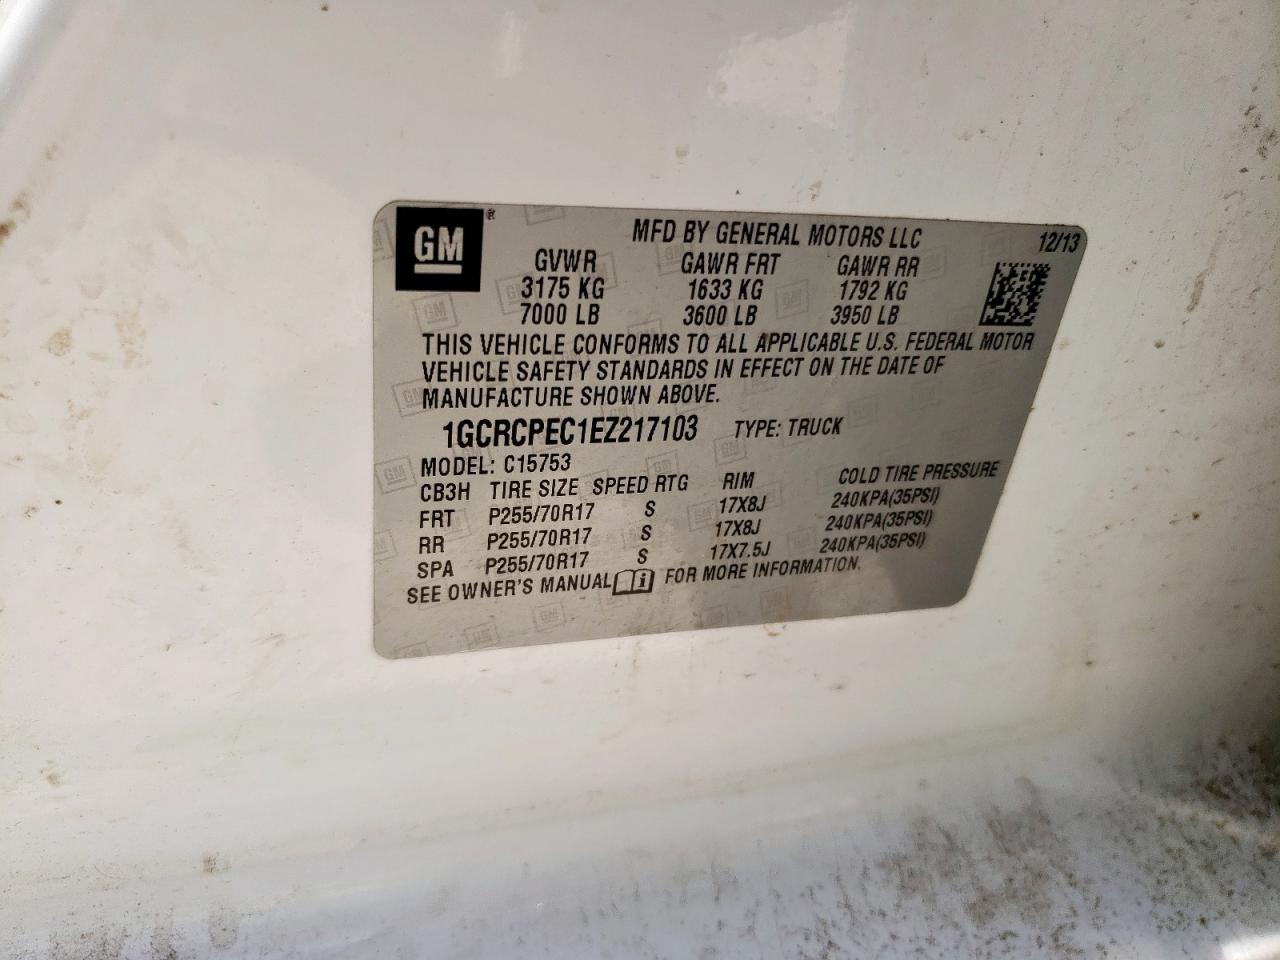 GM®
MFD BY GENERAL MOTORS LLC 12/13
GVWR GAWR FRT GAWR RR
3175 KG 1633 KG 1792 KG
7000 LB 3600 LB 3950 LB
THIS VEHICLE CONFORMS TO ALL APPLICABLE U.S. FEDERAL MOTOR
VEHICLE SAFETY STANDARDS IN EFFECT ON THE DATE OF
MANUFACTURE SHOWN ABOVE.
1GCRCPEC1EZ217103 TYPE: TRUCK
MODEL: C15753
CB3H TIRE SIZE SPEED RTG RIM COLD TIRE PRESSURE
FRT P255/70R17 S 17X8J 240KPA(35PSI)
RR P255/70R17 S 17X8J 240KPA(35PSI)
SPA P255/70R17 S 17X7.5J 240KPA(35PSI)
SEE OWNER'S MANUAL FOR MORE INFORMATION.